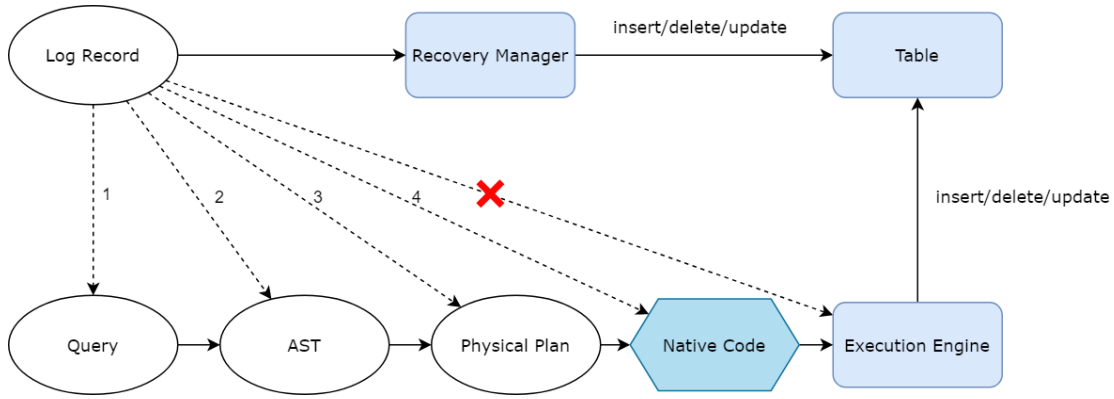 insert/delete/update
Log Record
Recovery Manager
Table
1
2
3
4
insert/delete/update
Query
AST
Physical Plan
Native Code
Execution Engine